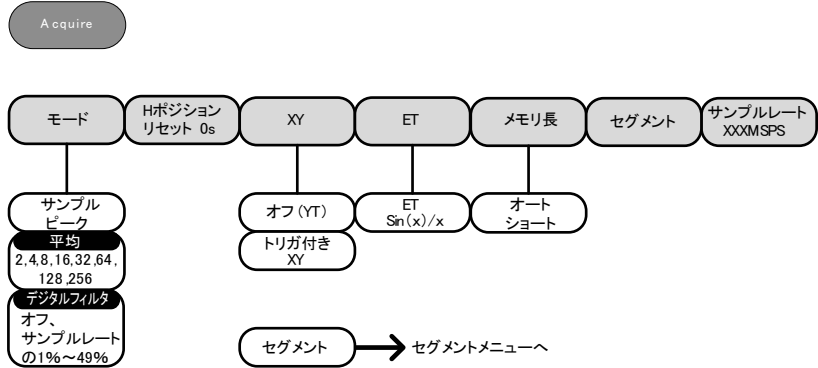 Acquire
モード
Hポジション
リセット 0s
XY
ET
メモリ長
セグメント
サンプルレート
XXXMSPS
サンプル
ピーク
平均
2,4,8,16,32,64,
128,256
デジタルフィルタ
オフ、
サンプルレート
の1%～49%
オフ(YT)
トリガ付き
XY
ET
Sin(x)/x
オート
ショート
セグメント
セグメントメニューへ